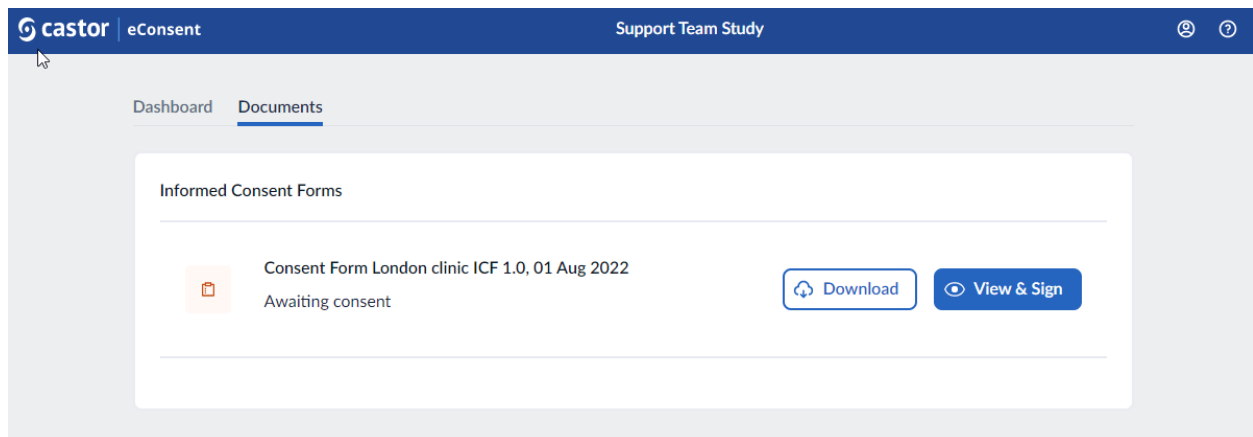 castor | eConsent
Support Team Study
Dashboard Documents
Informed Consent Forms
Consent Form London clinic ICF 1.0, 01 Aug 2022
Awaiting consent
Download
View & Sign